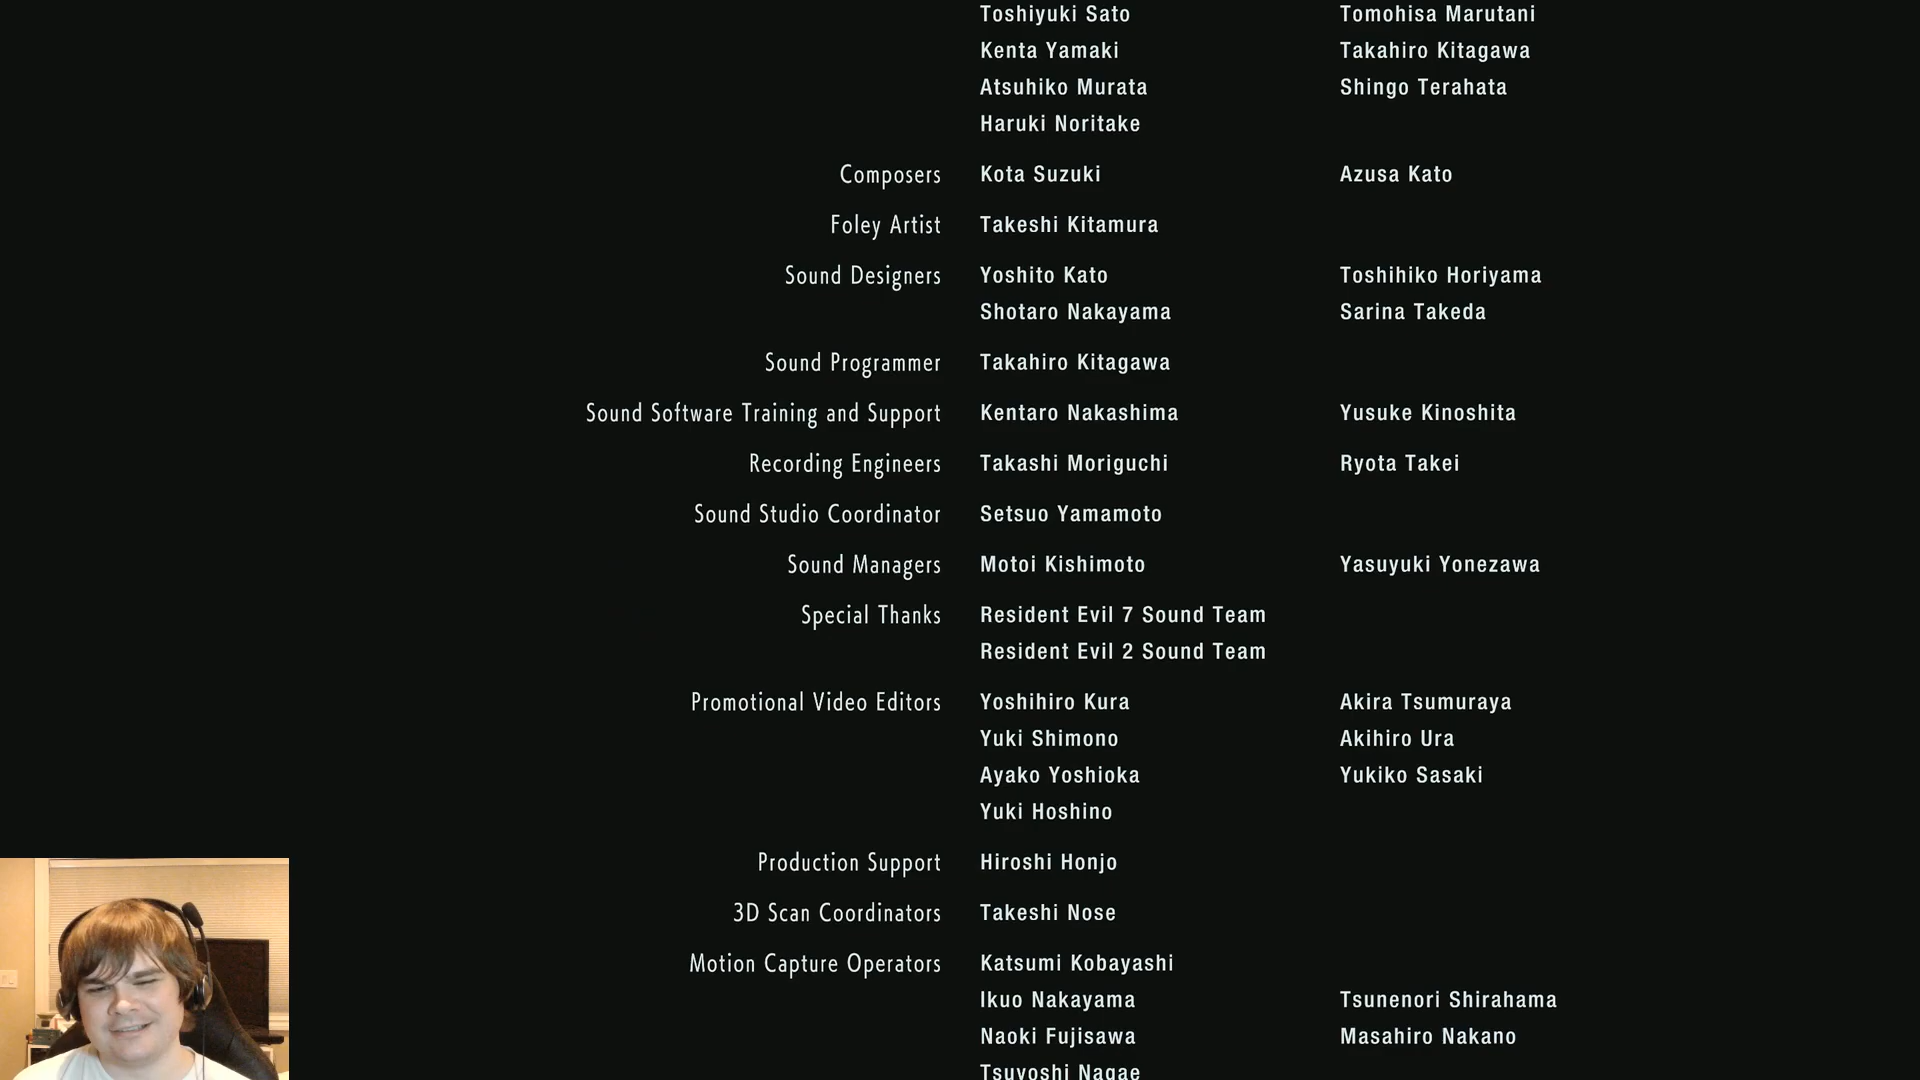 Toshiyuki Sato Tomohisa Marutani
Kenta Yamaki Takahiro Kitagawa
Atsuhiko Murata Shingo Terahata
Haruki Noritake
Composers Kota Suzuki Azusa Kato
Foley Artist Takeshi Kitamura
Sound Designers Yoshito Kato Toshihiko Horiyama
Shotaro Nakayama Sarina Takeda
Sound Programmer Takahiro Kitagawa
Sound Software Training and Support Kentaro Nakashima Yusuke Kinoshita
Recording Engineers Takashi Moriguchi Ryota Takei
Sound Studio Coordinator Setsuo Yamamoto
Sound Managers Motoi Kishimoto Yasuyuki Yonezawa
Special Thanks Resident Evil 7 Sound Team
Resident Evil 2 Sound Team
Promotional Video Editors Yoshihiro Kura Akira Tsumuraya
Yuki Shimono Akihiro Ura
Ayako Yoshioka Yukiko Sasaki
Yuki Hoshino
Production Support Hiroshi Honjo
3D Scan Coordinators Takeshi Nose
Motion Capture Operators Katsumi Kobayashi
Ikuo Nakayama Tsunenori Shirahama
Naoki Fujisawa Masahiro Nakano
Tsuyoshi Nagae